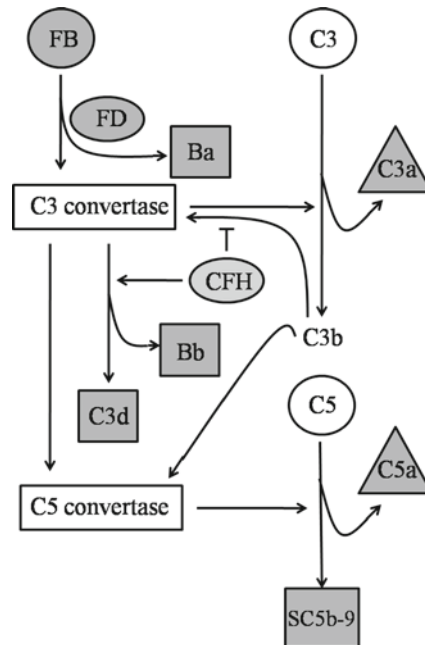 FB
C3
FD
Ba
C3a
C3 convertase
CFH
C3b
Bb
C3d
C5
C5a
C5 convertase
SC5b-9